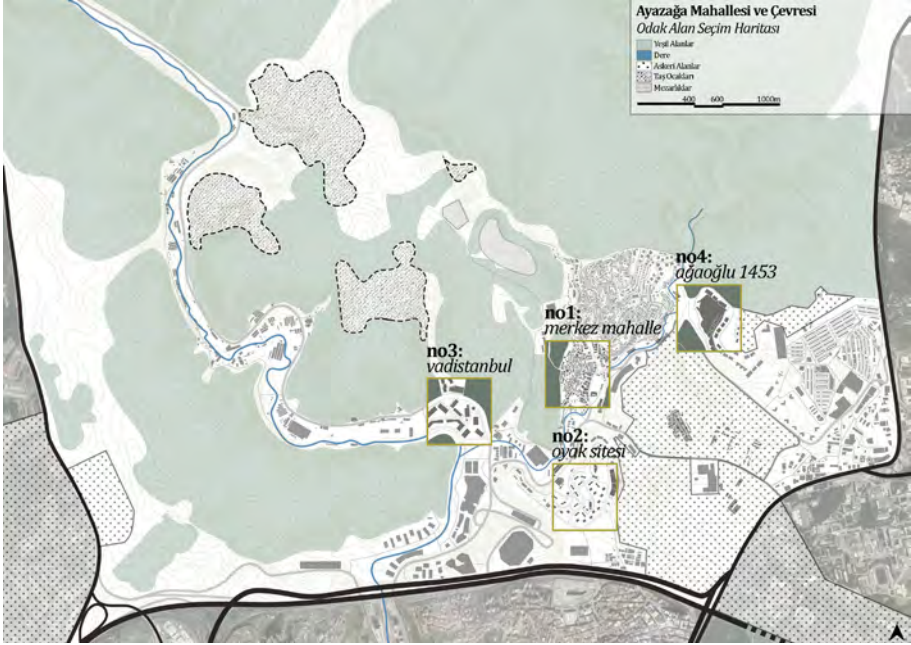 Ayazağa Mahallesi ve Çevresi
Odak Alan Seçim Haritası
Yeşil Alanlar
Dere
Askeri Alanlar
Taş Ocakları
Mezarlıklar
400 600 1000m
no4:
ağaoğlu 1453
no1:
merkez mahalle
no3:
vadistanbul
no2:
oyak sitesi